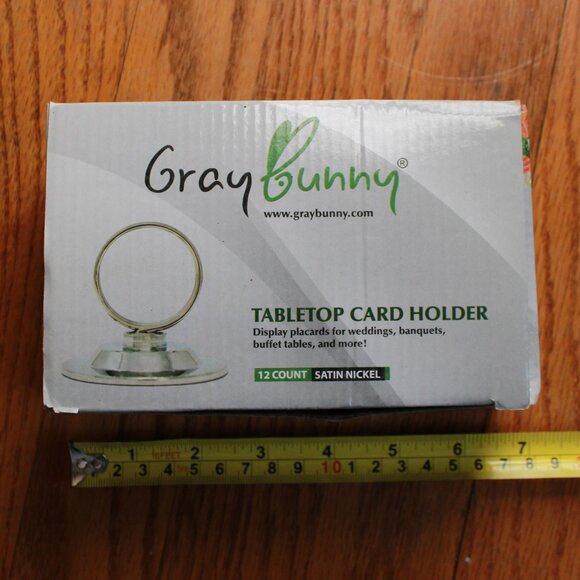 Gray Bunny®
www.graybunny.com
TABLETOP CARD HOLDER
Display placards for weddings, banquets,
buffet tables, and more!
12 COUNT SATIN NICKEL
1 2 3 4 5 6 7
2 3 4 5 6 7 8 9 10 1 2 3 4 5 6 7 8 9